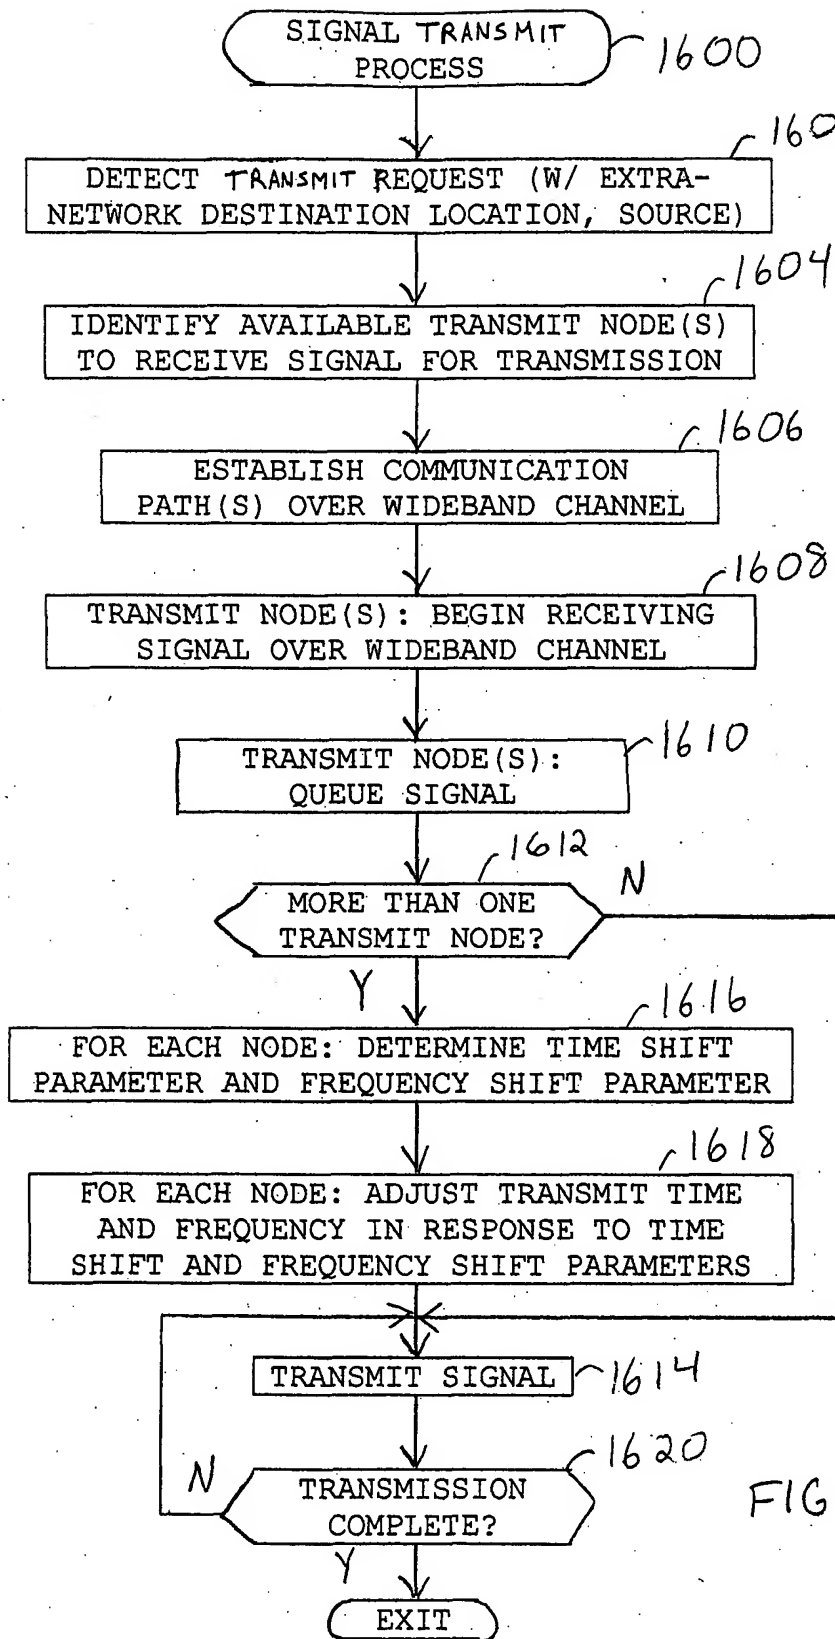 SIGNAL TRANSMIT
PROCESS
1600
160
DETECT TRANSMIT REQUEST (W/ EXTRA-
NETWORK DESTINATION LOCATION, SOURCE)
1604
IDENTIFY AVAILABLE TRANSMIT NODE(S)
TO RECEIVE SIGNAL FOR TRANSMISSION
1606
ESTABLISH COMMUNICATION
PATH(S) OVER WIDEBAND CHANNEL
1608
TRANSMIT NODE(S): BEGIN RECEIVING
SIGNAL OVER WIDEBAND CHANNEL
1610
TRANSMIT NODE(S):
QUEUE SIGNAL
1612
MORE THAN ONE
TRANSMIT NODE?
N
Y
1616
FOR EACH NODE: DETERMINE TIME SHIFT
PARAMETER AND FREQUENCY SHIFT PARAMETER
1618
FOR EACH NODE: ADJUST TRANSMIT TIME
AND FREQUENCY IN RESPONSE TO TIME
SHIFT AND FREQUENCY SHIFT PARAMETERS
TRANSMIT SIGNAL
1614
1620
TRANSMISSION
COMPLETE?
N
Y
FIG
EXIT